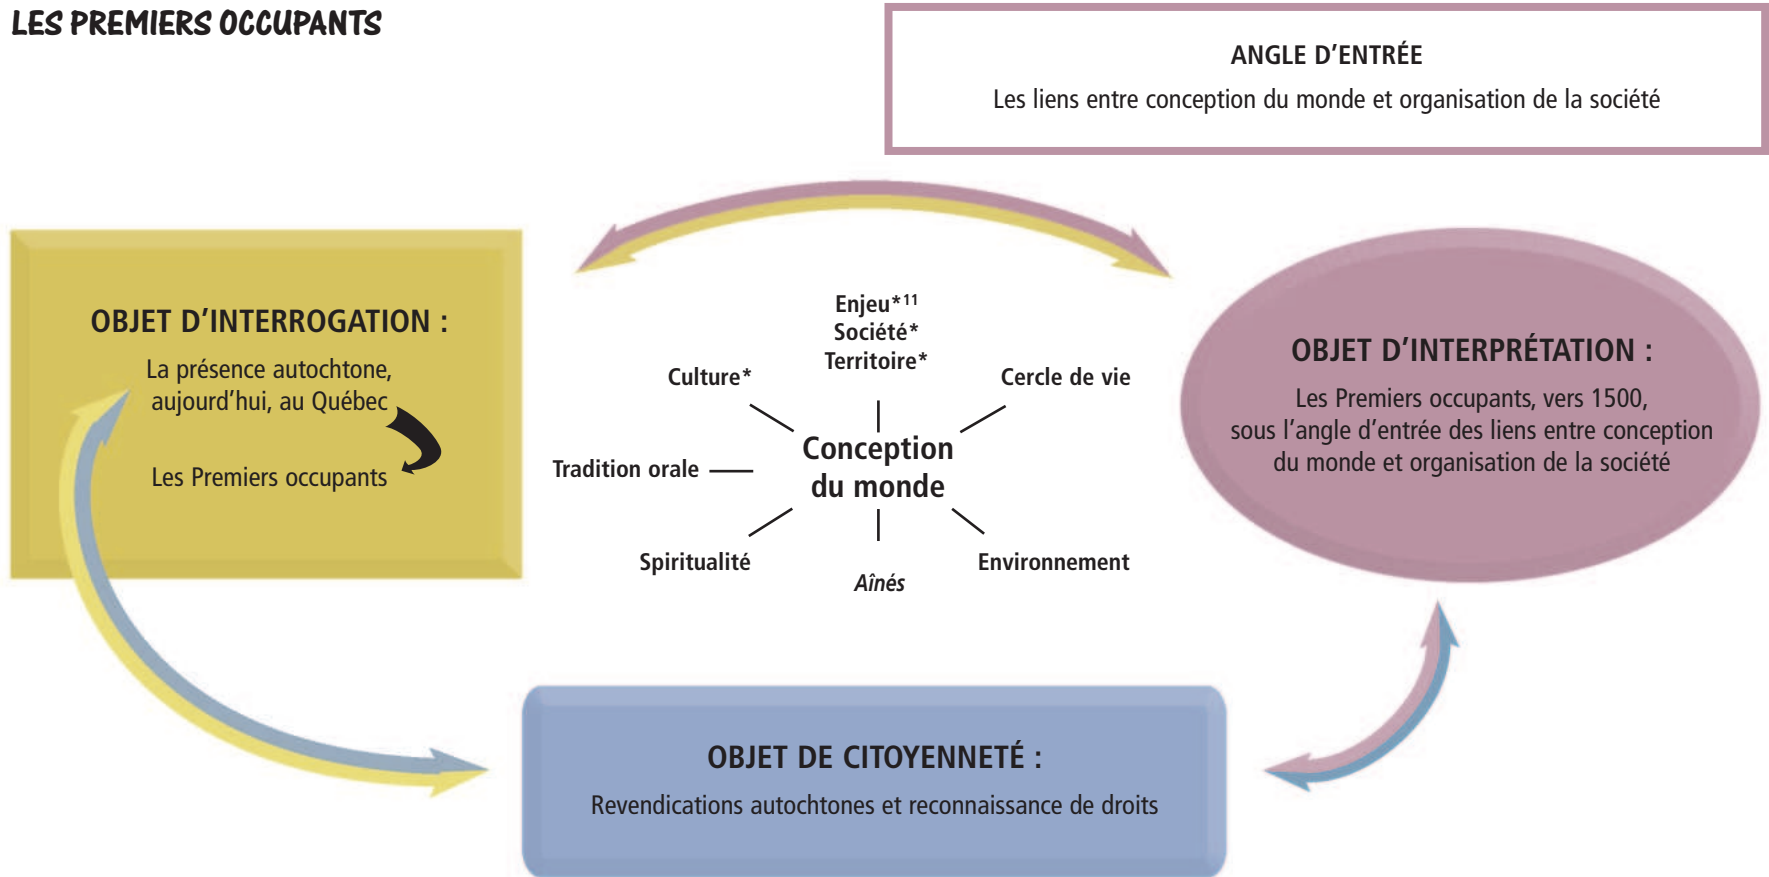 LES PREMIERS OCCUPANTS
ANGLE D'ENTRÉE
Les liens entre conception du monde et organisation de la société
OBJET D'INTERROGATION :
La présence autochtone,
aujourd'hui, au Québec
Les Premiers occupants
Enjeu*11
Société*
Territoire*
Culture*
Cercle de vie
Conception
du monde
Tradition orale
Spiritualité
Aînés
Environnement
OBJET D'INTERPRÉTATION :
Les Premiers occupants, vers 1500,
sous l'angle d'entrée des liens entre conception
du monde et organisation de la société
OBJET DE CITOYENNETÉ :
Revendications autochtones et reconnaissance de droits